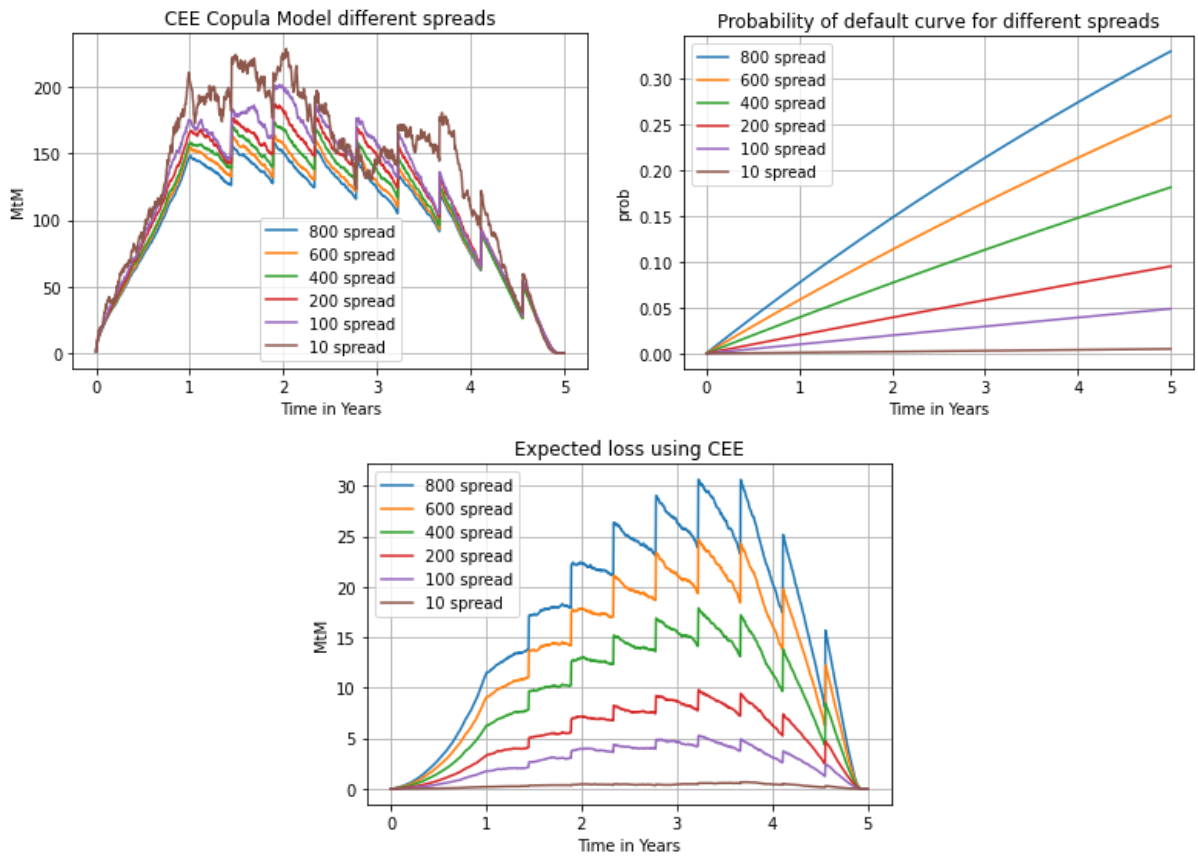 CEE Copula Model different spreads
MtM
200
150
100
50
0
800 spread
600 spread
400 spread
200 spread
100 spread
10 spread
0 1 2 3 4 5
Time in Years
Probability of default curve for different spreads
prob
0.30
0.25
0.20
0.15
0.10
0.05
0.00
800 spread
600 spread
400 spread
200 spread
100 spread
10 spread
0 1 2 3 4 5
Time in Years
Expected loss using CEE
MtM
30
25
20
15
10
5
0
800 spread
600 spread
400 spread
200 spread
100 spread
10 spread
0 1 2 3 4 5
Time in Years